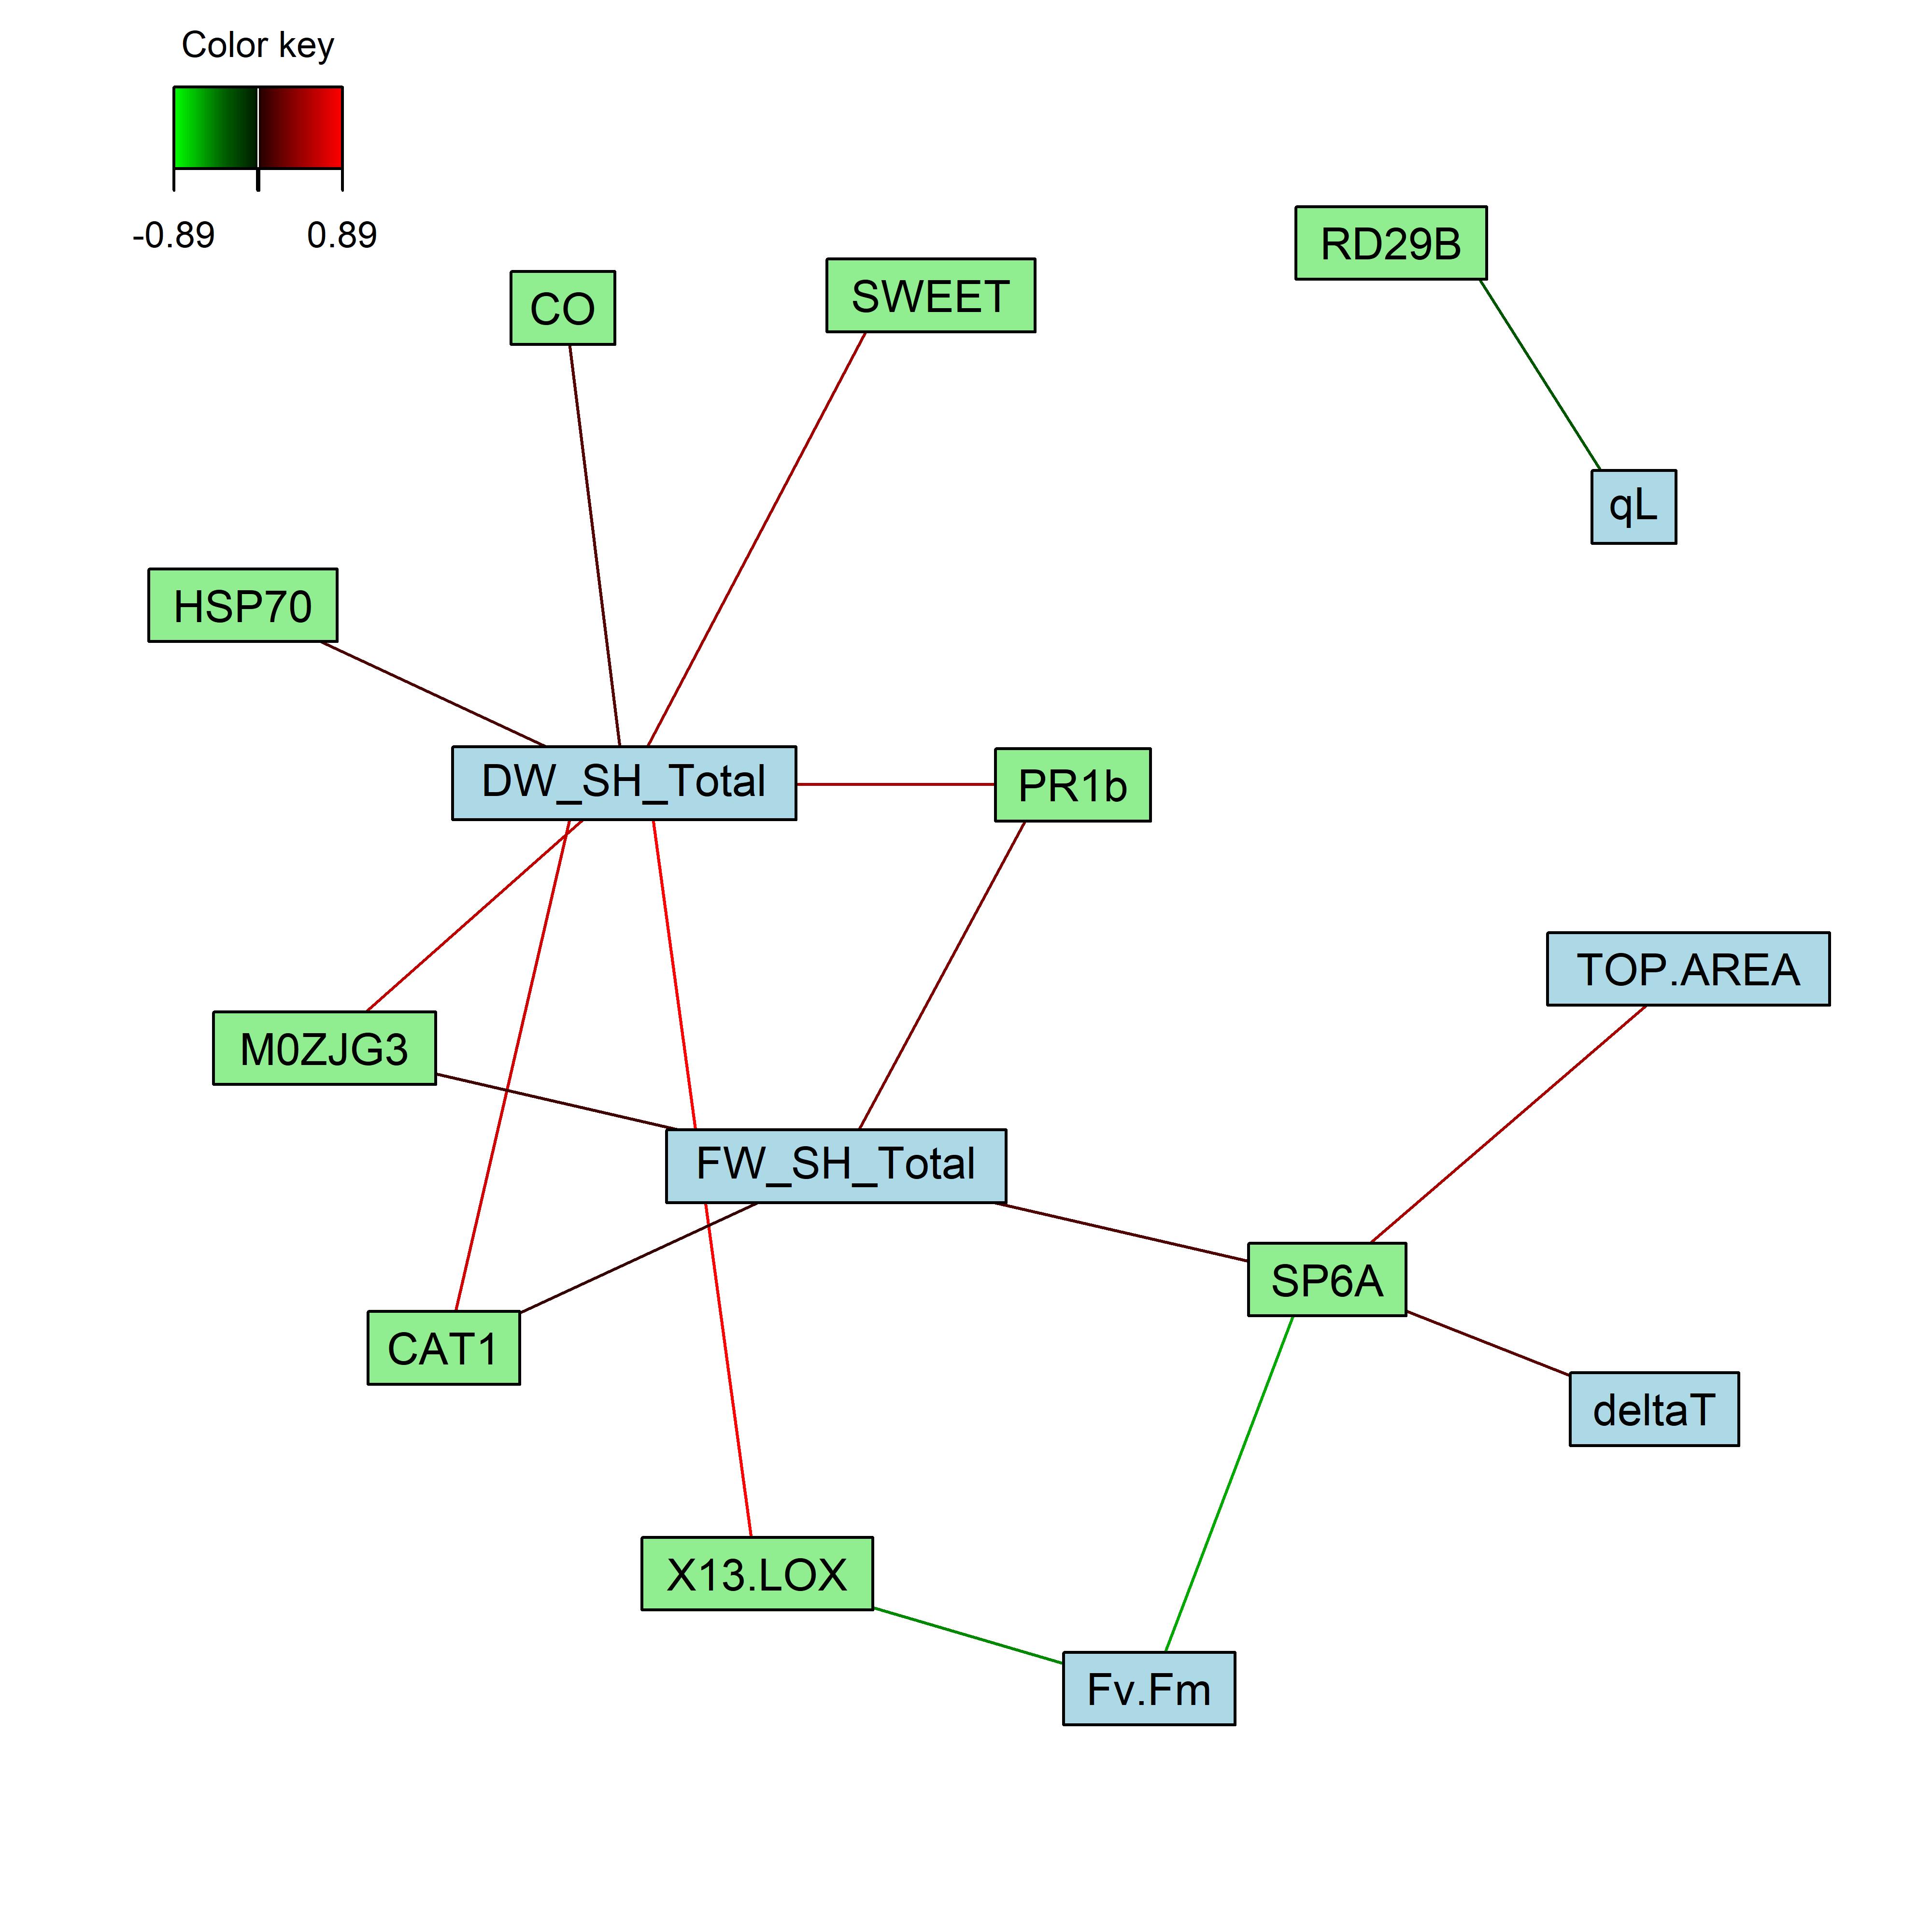 Color key
-0.89 0.89
RD29B
SWEET
CO
qL
HSP70
DW_SH_Total
PR1b
TOP.AREA
M0ZJG3
FW_SH_Total
SP6A
CAT1
deltaT
X13.LOX
Fv.Fm